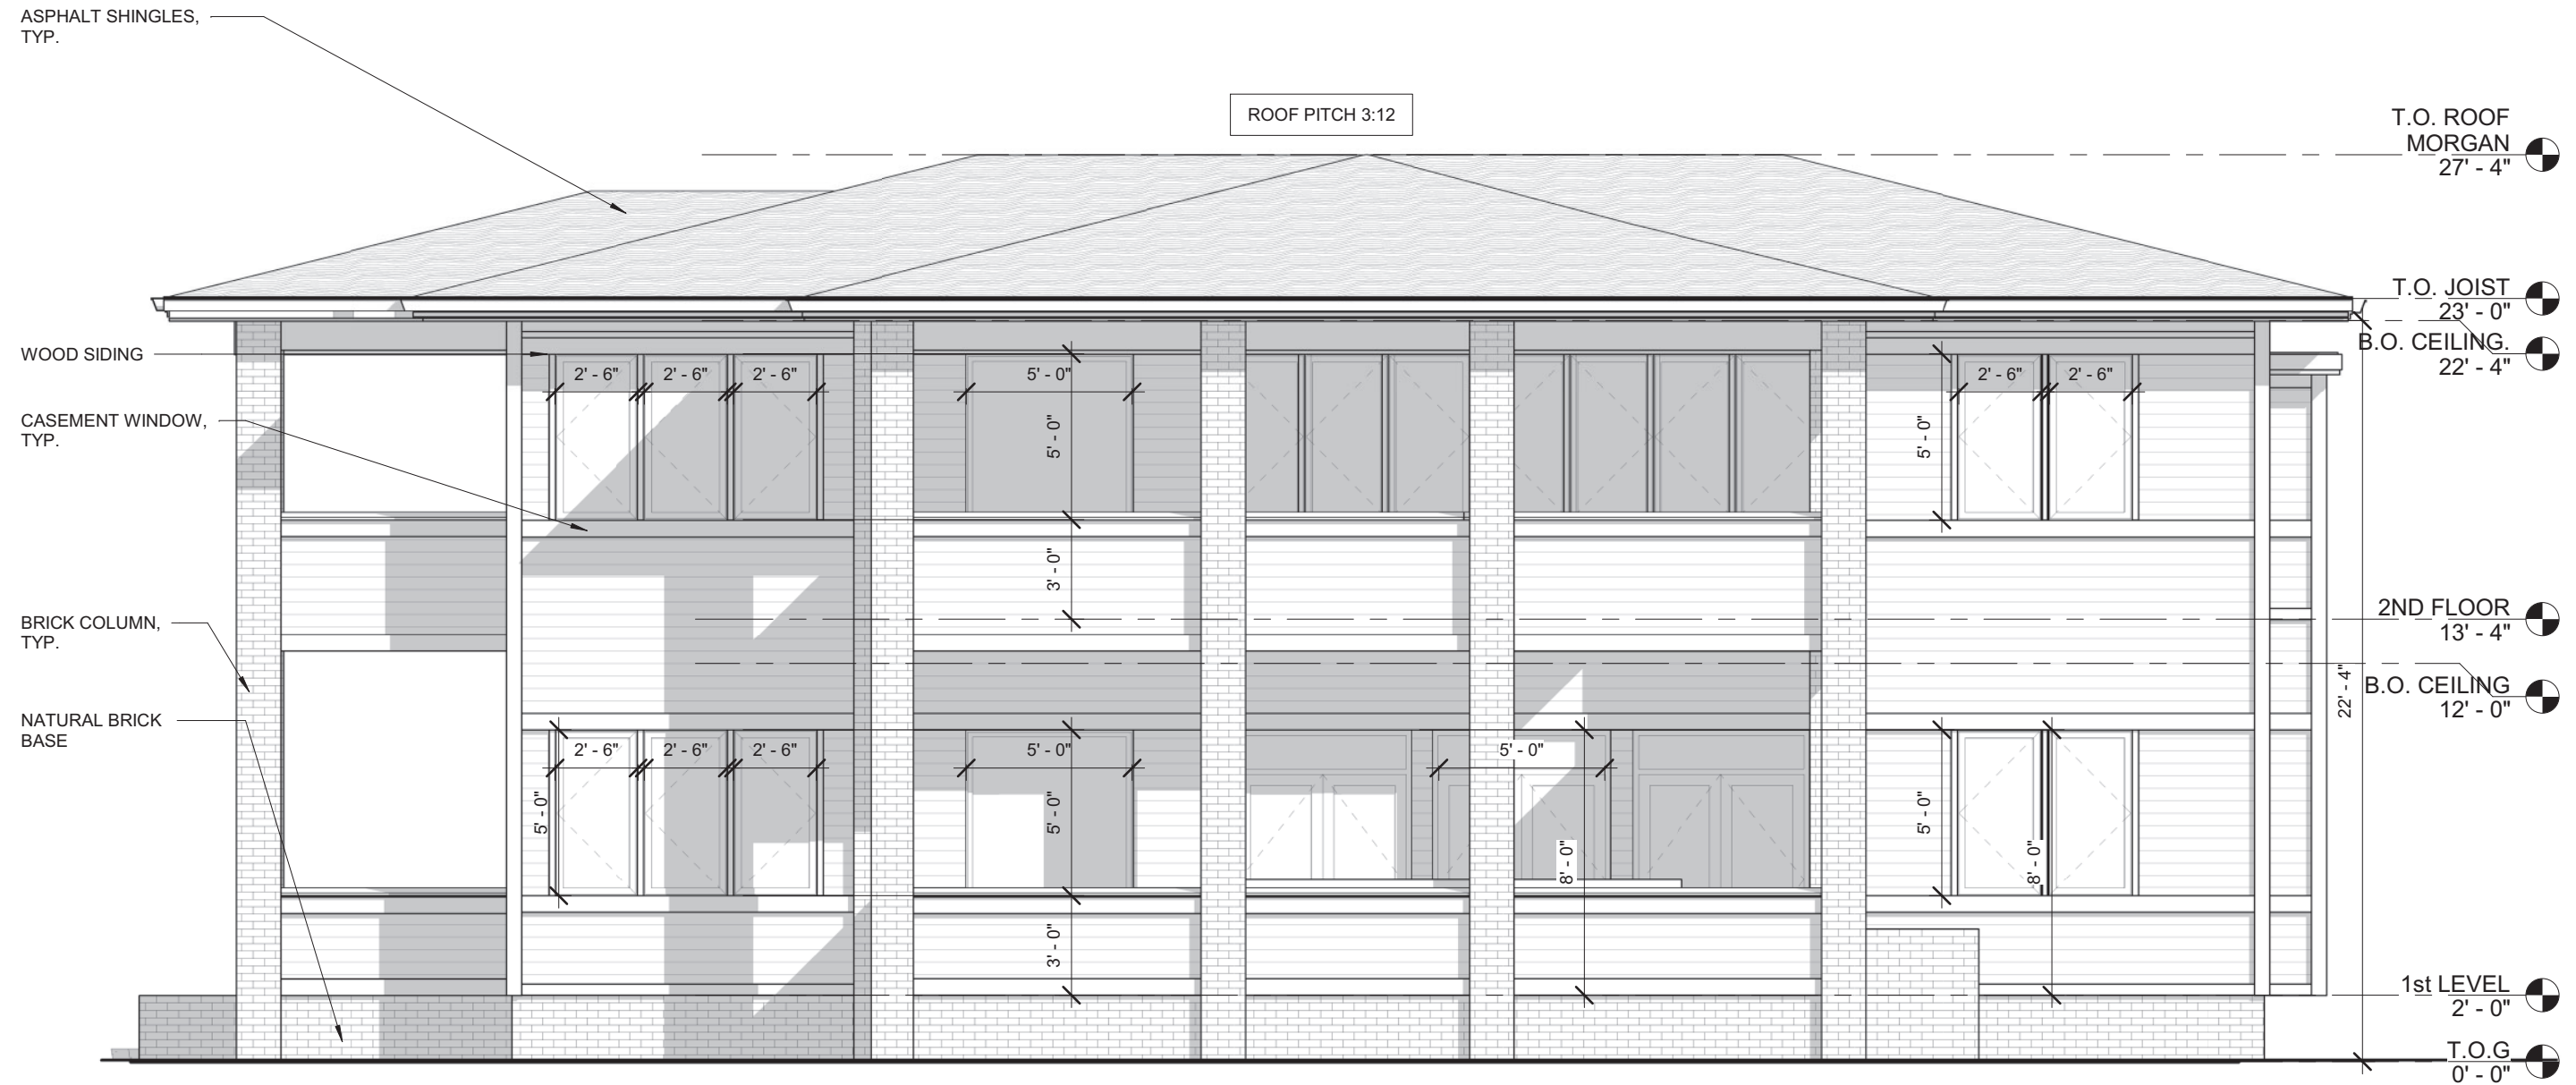 ASPHALT SHINGLES,
TYP.
ROOF PITCH 3:12
T.O. ROOF
MORGAN
27' - 4"
T.O. JOIST
23' - 0"
B.O. CEILING.
22' - 4"
WOOD SIDING
2' - 6" 2' - 6" 2' - 6" 5' - 0" 2' - 6" 2' - 6"
CASEMENT WINDOW,
TYP.
5' - 0" 5' - 0"
3' - 0"
BRICK COLUMN,
TYP.
2ND FLOOR
13' - 4"
22' - 4"
B.O. CEILING
12' - 0"
NATURAL BRICK
BASE
2' - 6" 2' - 6" 2' - 6" 5' - 0" 5' - 0"
5' - 0" 5' - 0" 8' - 0" 5' - 0" 8' - 0"
3' - 0"
1st LEVEL
2' - 0"
T.O.G
0' - 0"